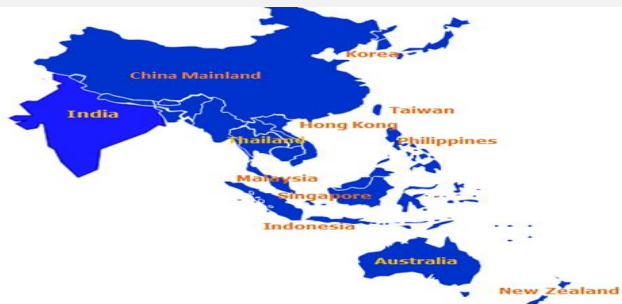 Korea
China Mainland
Taiwan
India
Hong Kong
Thailand
Philippines
Malaysia
Singapore
Indonesia
Australia
New Zealand